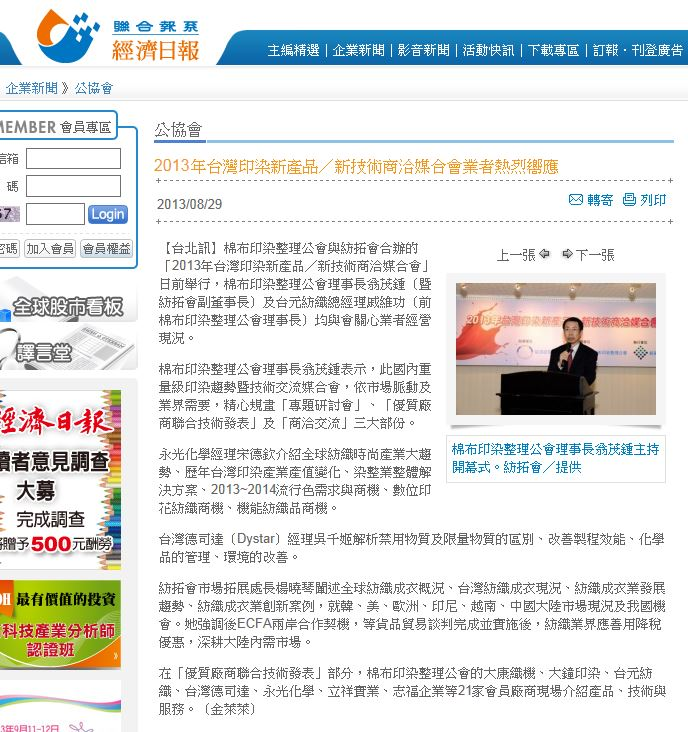 聯合報系
經濟日報
主編精選｜企業新聞｜影音新聞｜活動快訊｜下載專區｜訂報・刊登廣告
企業新聞 》公協會
MEMBER 會員專區
信箱
碼
Login
密碼 加入會員 會員權益
全球股市看板
譯言堂
經濟日報
讀者意見調查
大募
完成調查
將贈予500元酬勞
最有價值的投資
科技產業分析師
認證班
3年9月11-12日
公協會
2013年台灣印染新產品／新技術商洽媒合會業者熱烈響應
2013/08/29
轉寄 列印
上一張 下一張
【台北訊】棉布印染整理公會與紡拓會合辦的
「2013年台灣印染新產品／新技術商洽媒合會」
日前舉行，棉布印染整理公會理事長翁茂鍾〔暨
紡拓會副董事長〕及台元紡織總經理戚維功〔前
棉布印染整理公會理事長〕均與會關心業者經營
現況。
棉布印染整理公會理事長翁茂鍾表示，此國內重
量級印染趨勢暨技術交流媒合會，依市場脈動及
業界需要，精心規畫「專題研討會」、「優質廠
商聯合技術發表」及「商洽交流」三大部份。
永光化學經理宋德欽介紹全球紡織時尚產業大趨
勢、歷年台灣印染產業產值變化、染整業整體解
決方案、2013~2014流行色需求與商機、數位印
花紡織商機、機能紡織品商機。
台灣德司達〔Dystar〕經理吳千姬解析禁用物質及限量物質的區別、改善製程效能、化學
品的管理、環境的改善。
紡拓會市場拓展處長楊曉琴闡述全球紡織成衣概況、台灣紡織成衣現況、紡織成衣業發展
趨勢、紡織成衣業創新案例，就韓、美、歐洲、印尼、越南、中國大陸市場現況及我國機
會。她強調後ECFA兩岸合作契機，等貨品貿易談判完成並實施後，紡織業界應善用降稅
優惠，深耕大陸內需市場。
在「優質廠商聯合技術發表」部分，棉布印染整理公會的大康織機、大鐘印染、台元紡
織、台灣德司達、永光化學、立祥實業、志福企業等21家會員廠商現場介紹產品、技術與
服務。〔金萊萊〕
2013年台灣印染新產品／新技術商洽媒合會
棉布印染整理公會理事長翁茂鍾主持
開幕式。紡拓會／提供